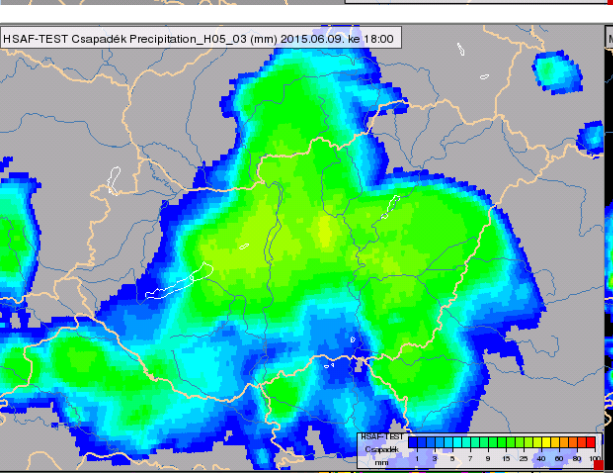 HSAF-TEST Csapadék Precipitation_H05_03 (mm) 2015.06.09. ke 18:00
HSAF-TEST
Csapadék
mm
1 3 5 7 9 15 25 40 60 80 100